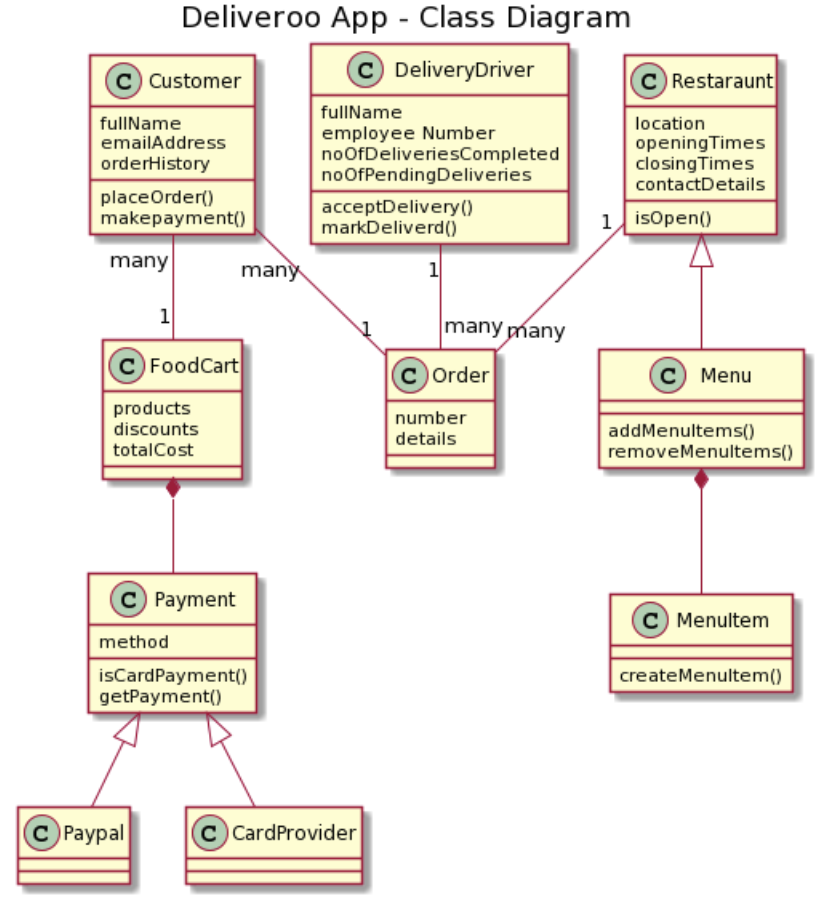 Deliveroo App - Class Diagram
C Customer
fullName
emailAddress
orderHistory
placeOrder()
makepayment()
C DeliveryDriver
fullName
employee Number
noOfDeliveriesCompleted
noOfPendingDeliveries
acceptDelivery()
markDeliverd()
C Restaraunt
location
openingTimes
closingTimes
contactDetails
isOpen()
many
1
many
1
1
many
1
many
C FoodCart
products
discounts
totalCost
C Order
number
details
C Menu
addMenuItems()
removeMenuItems()
C Payment
method
isCardPayment()
getPayment()
C MenuItem
createMenuItem()
C Paypal
C CardProvider